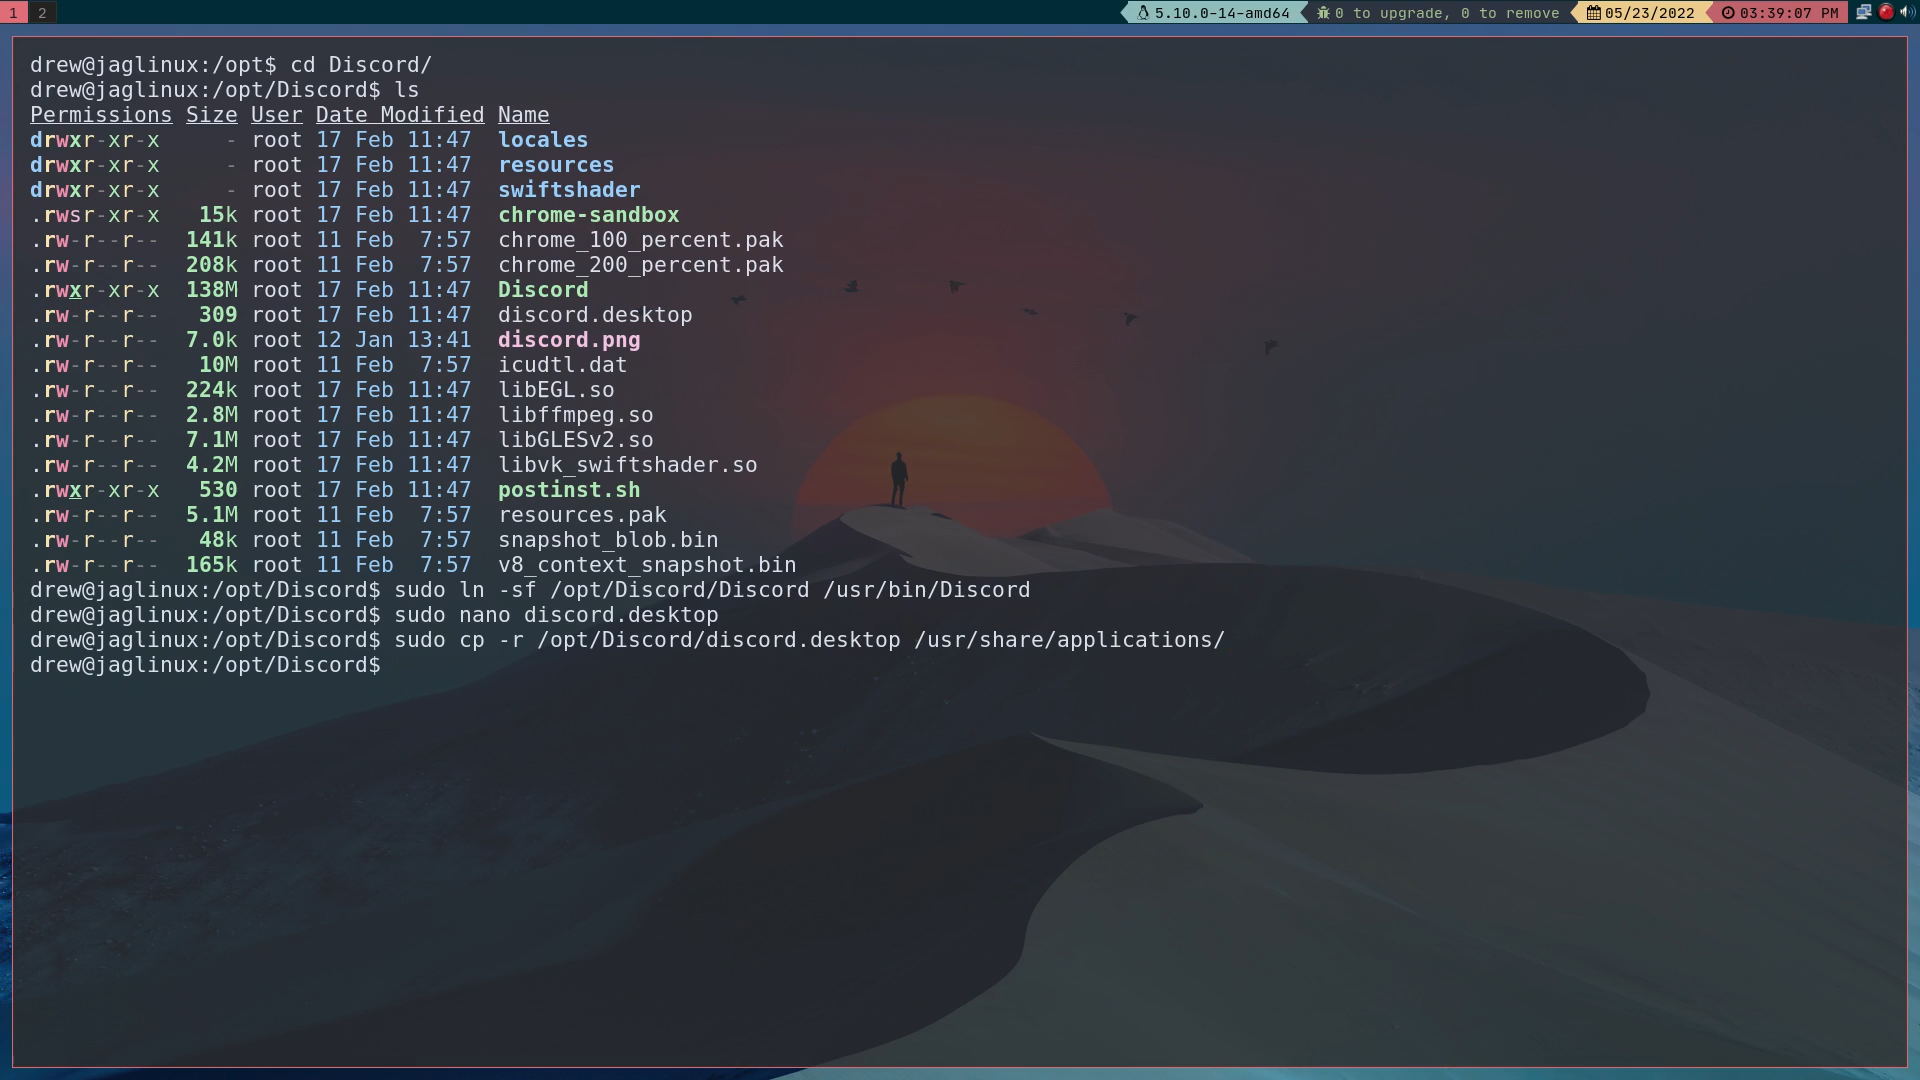 1 2 5.10.0-14-amd64 0 to upgrade, 0 to remove 05/23/2022 03:39:07 PM
drew@jaglinux:/opt$ cd Discord/
drew@jaglinux:/opt/Discord$ ls
Permissions Size User Date Modified Name
drwxr-xr-x - root 17 Feb 11:47 locales
drwxr-xr-x - root 17 Feb 11:47 resources
drwxr-xr-x - root 17 Feb 11:47 swiftshader
.rwsr-xr-x 15k root 17 Feb 11:47 chrome-sandbox
.rw-r--r-- 141k root 11 Feb 7:57 chrome_100_percent.pak
.rw-r--r-- 208k root 11 Feb 7:57 chrome_200_percent.pak
.rwxr-xr-x 138M root 17 Feb 11:47 Discord
.rw-r--r-- 309 root 17 Feb 11:47 discord.desktop
.rw-r--r-- 7.0k root 12 Jan 13:41 discord.png
.rw-r--r-- 10M root 11 Feb 7:57 icudtl.dat
.rw-r--r-- 224k root 17 Feb 11:47 libEGL.so
.rw-r--r-- 2.8M root 17 Feb 11:47 libffmpeg.so
.rw-r--r-- 7.1M root 17 Feb 11:47 libGLESv2.so
.rw-r--r-- 4.2M root 17 Feb 11:47 libvk_swiftshader.so
.rwxr-xr-x 530 root 17 Feb 11:47 postinst.sh
.rw-r--r-- 5.1M root 11 Feb 7:57 resources.pak
.rw-r--r-- 48k root 11 Feb 7:57 snapshot_blob.bin
.rw-r--r-- 165k root 11 Feb 7:57 v8_context_snapshot.bin
drew@jaglinux:/opt/Discord$ sudo ln -sf /opt/Discord/Discord /usr/bin/Discord
drew@jaglinux:/opt/Discord$ sudo nano discord.desktop
drew@jaglinux:/opt/Discord$ sudo cp -r /opt/Discord/discord.desktop /usr/share/applications/
drew@jaglinux:/opt/Discord$